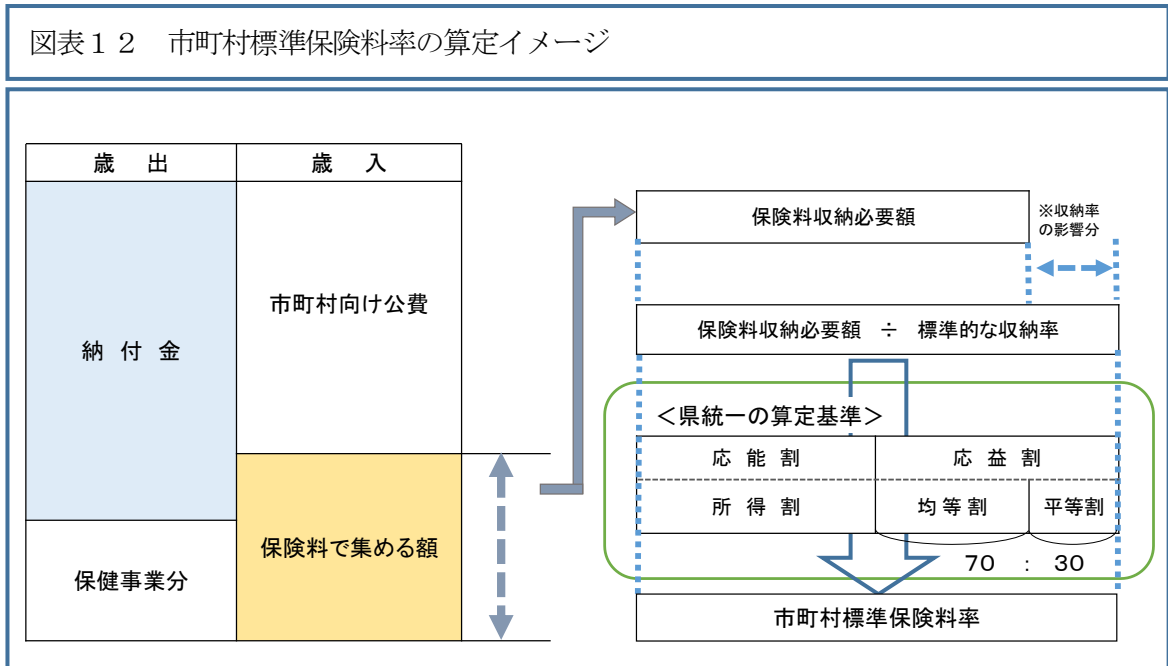 図表12 市町村標準保険料率の算定イメージ
歳 出
歳 入
納 付 金
保健事業分
市町村向け公費
保険料で集める額
保険料収納必要額
※収納率
の影響分
保険料収納必要額 ÷ 標準的な収納率
<県統一の算定基準>
応 能 割
応 益 割
所 得 割
均 等 割
平等割
70 : 30
市町村標準保険料率